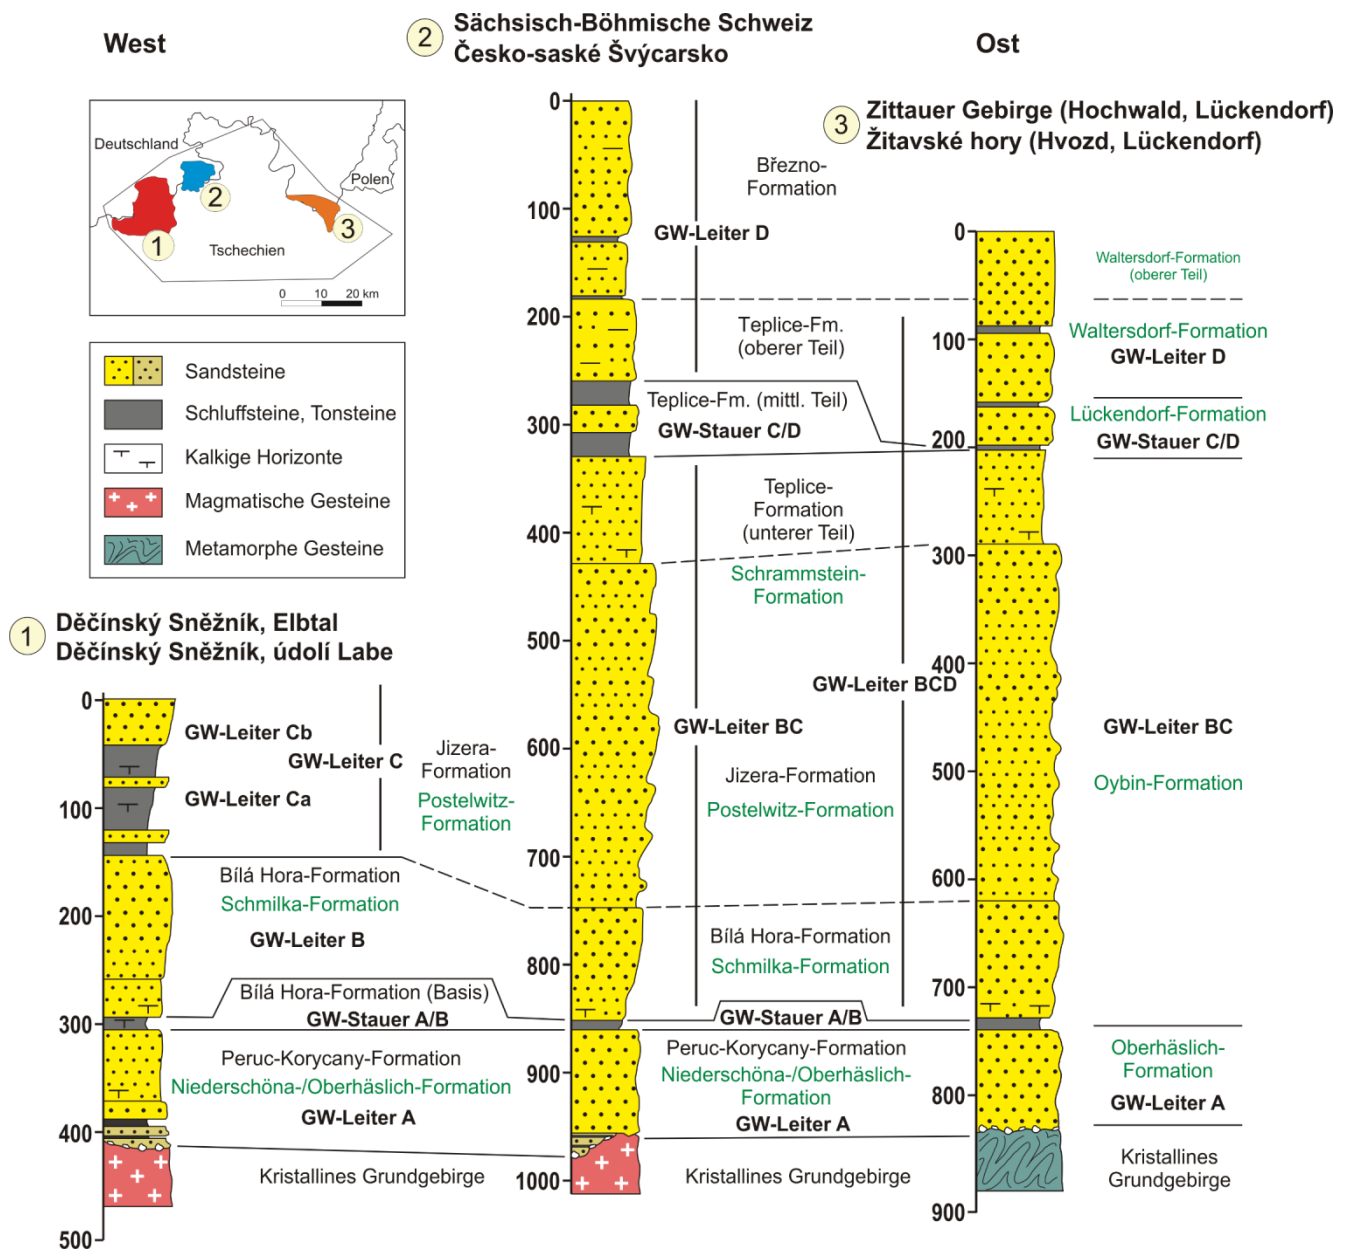 West
2
Sächsisch-Böhmische Schweiz
Česko-saské Švýcarsko
Ost
3
Zittauer Gebirge (Hochwald, Lückendorf)
Žitavské hory (Hvozd, Lückendorf)
Deutschland
Polen
Tschechien
1
2
3
0
10
20 km
Sandsteine
Schluffsteine, Tonsteine
Kalkige Horizonte
Magmatische Gesteine
Metamorphe Gesteine
1
Děčínský Sněžník, Elbtal
Děčínský Sněžník, údolí Labe
0
100
200
300
400
500
GW-Leiter Cb
GW-Leiter C
GW-Leiter Ca
Jizera-
Formation
Postelwitz-
Formation
Bílá Hora-Formation
Schmilka-Formation
GW-Leiter B
Bílá Hora-Formation (Basis)
GW-Stauer A/B
Peruc-Korycany-Formation
Niederschöna-/Oberhäslich-Formation
GW-Leiter A
Kristallines Grundgebirge
0
100
200
300
400
500
600
700
800
900
1000
Březno-
Formation
GW-Leiter D
Teplice-Fm.
(oberer Teil)
Teplice-Fm. (mittl. Teil)
GW-Stauer C/D
Teplice-
Formation
(unterer Teil)
Schrammstein-
Formation
GW-Leiter BCD
GW-Leiter BC
Jizera-Formation
Postelwitz-Formation
Bílá Hora-Formation
Schmilka-Formation
GW-Stauer A/B
Peruc-Korycany-Formation
Niederschöna-/Oberhäslich-
Formation
GW-Leiter A
Kristallines Grundgebirge
0
100
200
300
400
500
600
700
800
900
Waltersdorf-Formation
(oberer Teil)
Waltersdorf-Formation
GW-Leiter D
Lückendorf-Formation
GW-Stauer C/D
GW-Leiter BC
Oybin-Formation
Oberhäslich-
Formation
GW-Leiter A
Kristallines
Grundgebirge